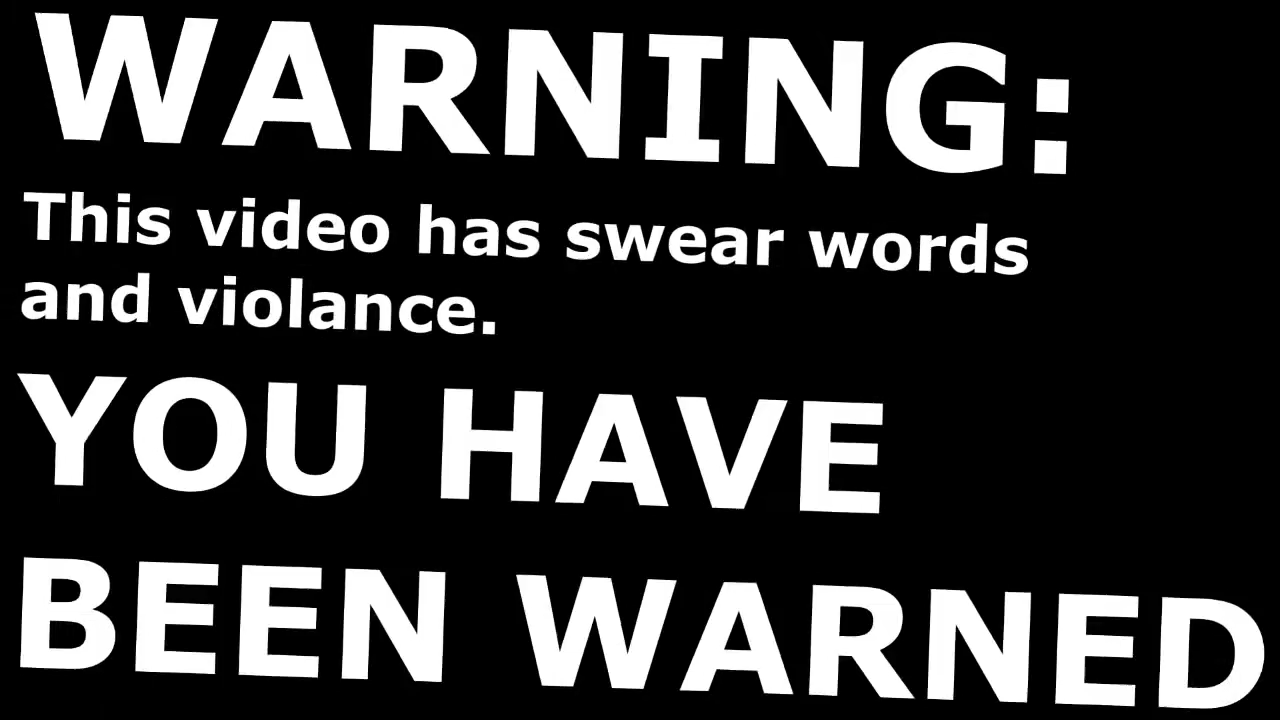 WARNING:
This video has swear words
and violance.
YOU HAVE
BEEN WARNED